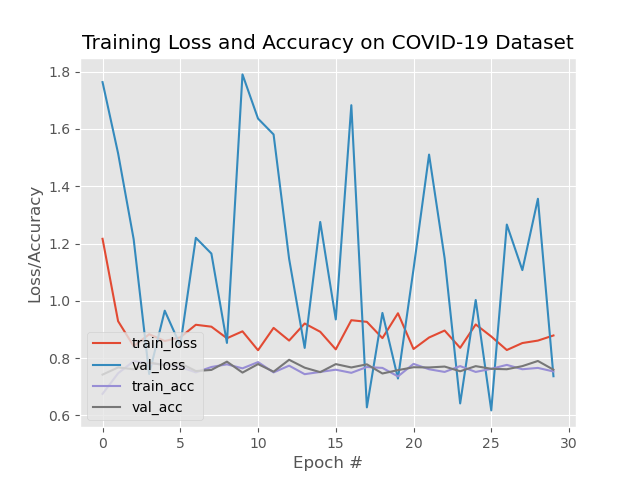 Training Loss and Accuracy on COVID-19 Dataset
1.8
1.6
1.4
1.2
1.0
0.8
0.6
Loss/Accuracy
train_loss
val_loss
train_acc
val_acc
0 5 10 15 20 25 30
Epoch #